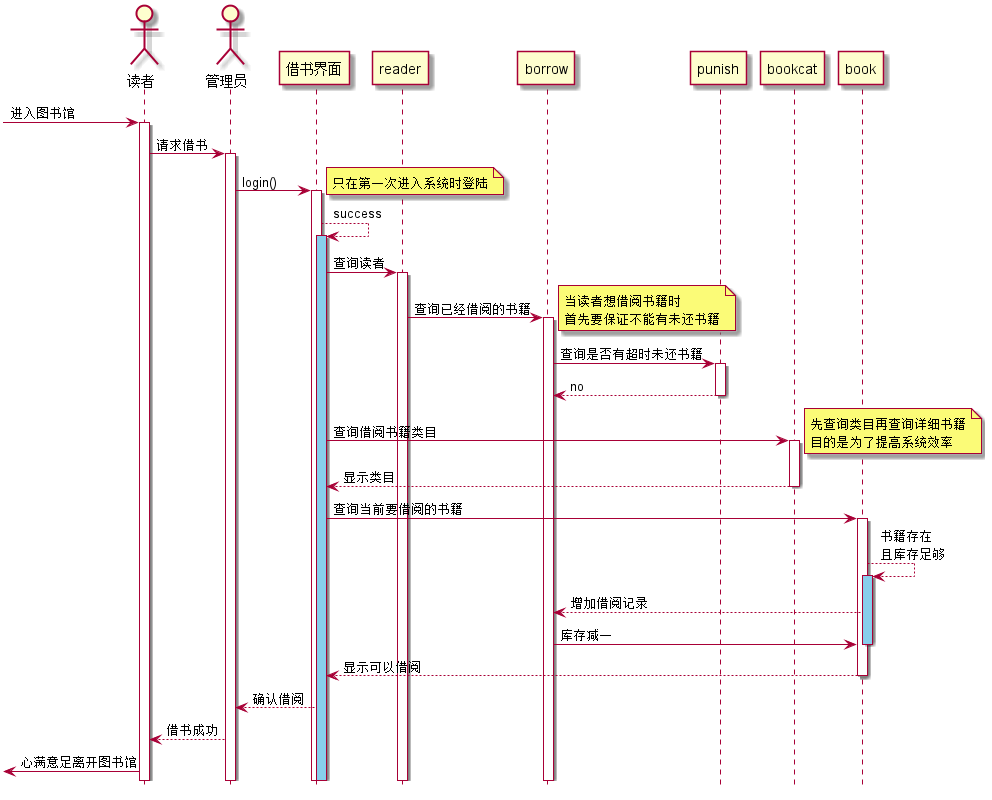 读者
管理员
借书界面
reader
borrow
punish
bookcat
book
进入图书馆
请求借书
login()
只在第一次进入系统时登陆
success
查询读者
查询已经借阅的书籍
当读者想借阅书籍时
首先要保证不能有未还书籍
查询是否有超时未还书籍
no
查询借阅书籍类目
先查询类目再查询详细书籍
目的是为了提高系统效率
显示类目
查询当前要借阅的书籍
书籍存在
且库存足够
增加借阅记录
库存减一
显示可以借阅
确认借阅
借书成功
心满意足离开图书馆